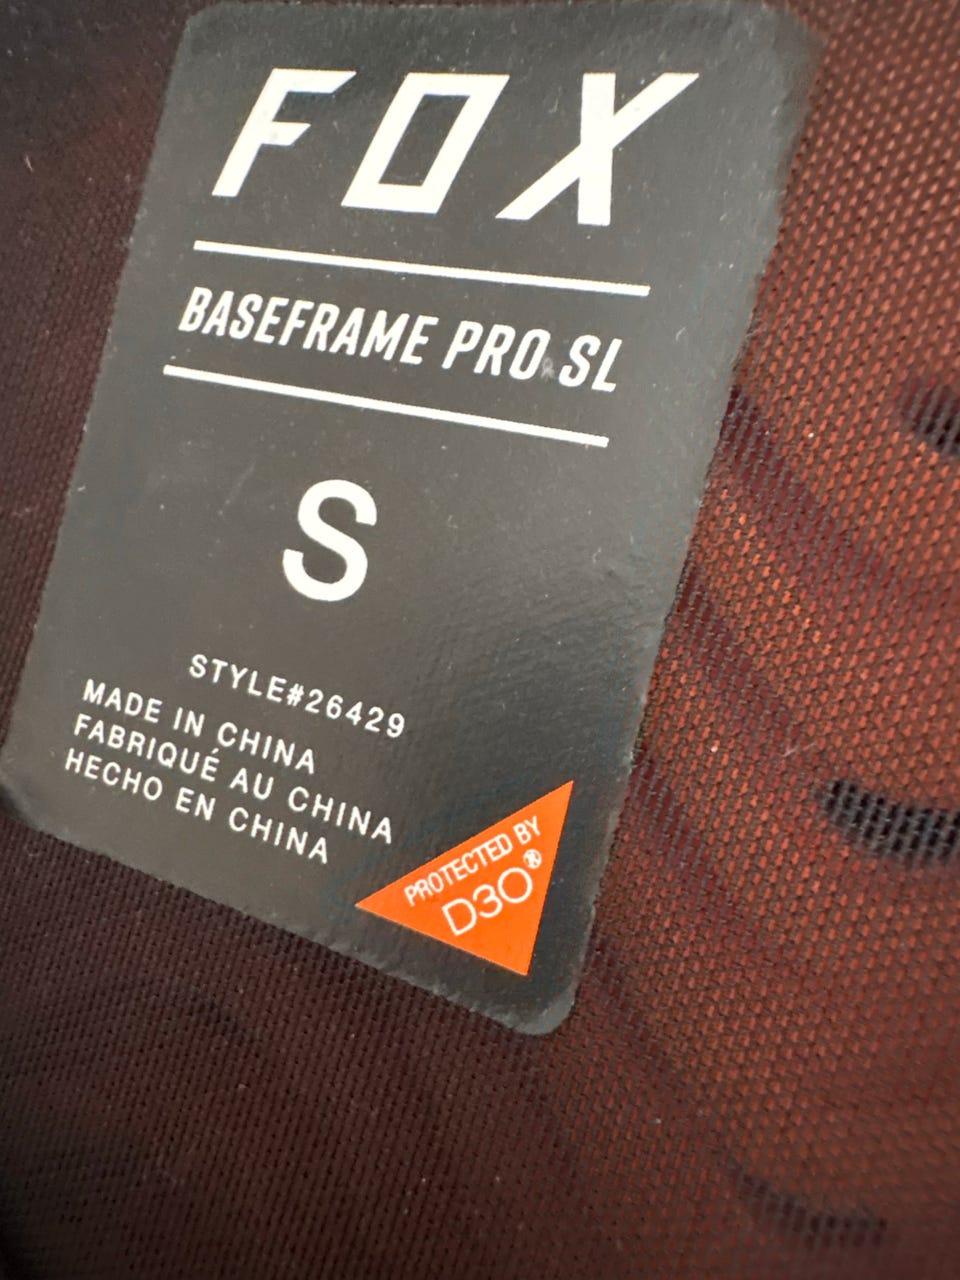 FOX
BASEFRAME PRO SL
S
STYLE#26429
MADE IN CHINA
FABRIQUÉ AU CHINA
HECHO EN CHINA
PROTECTED BY
D3O®